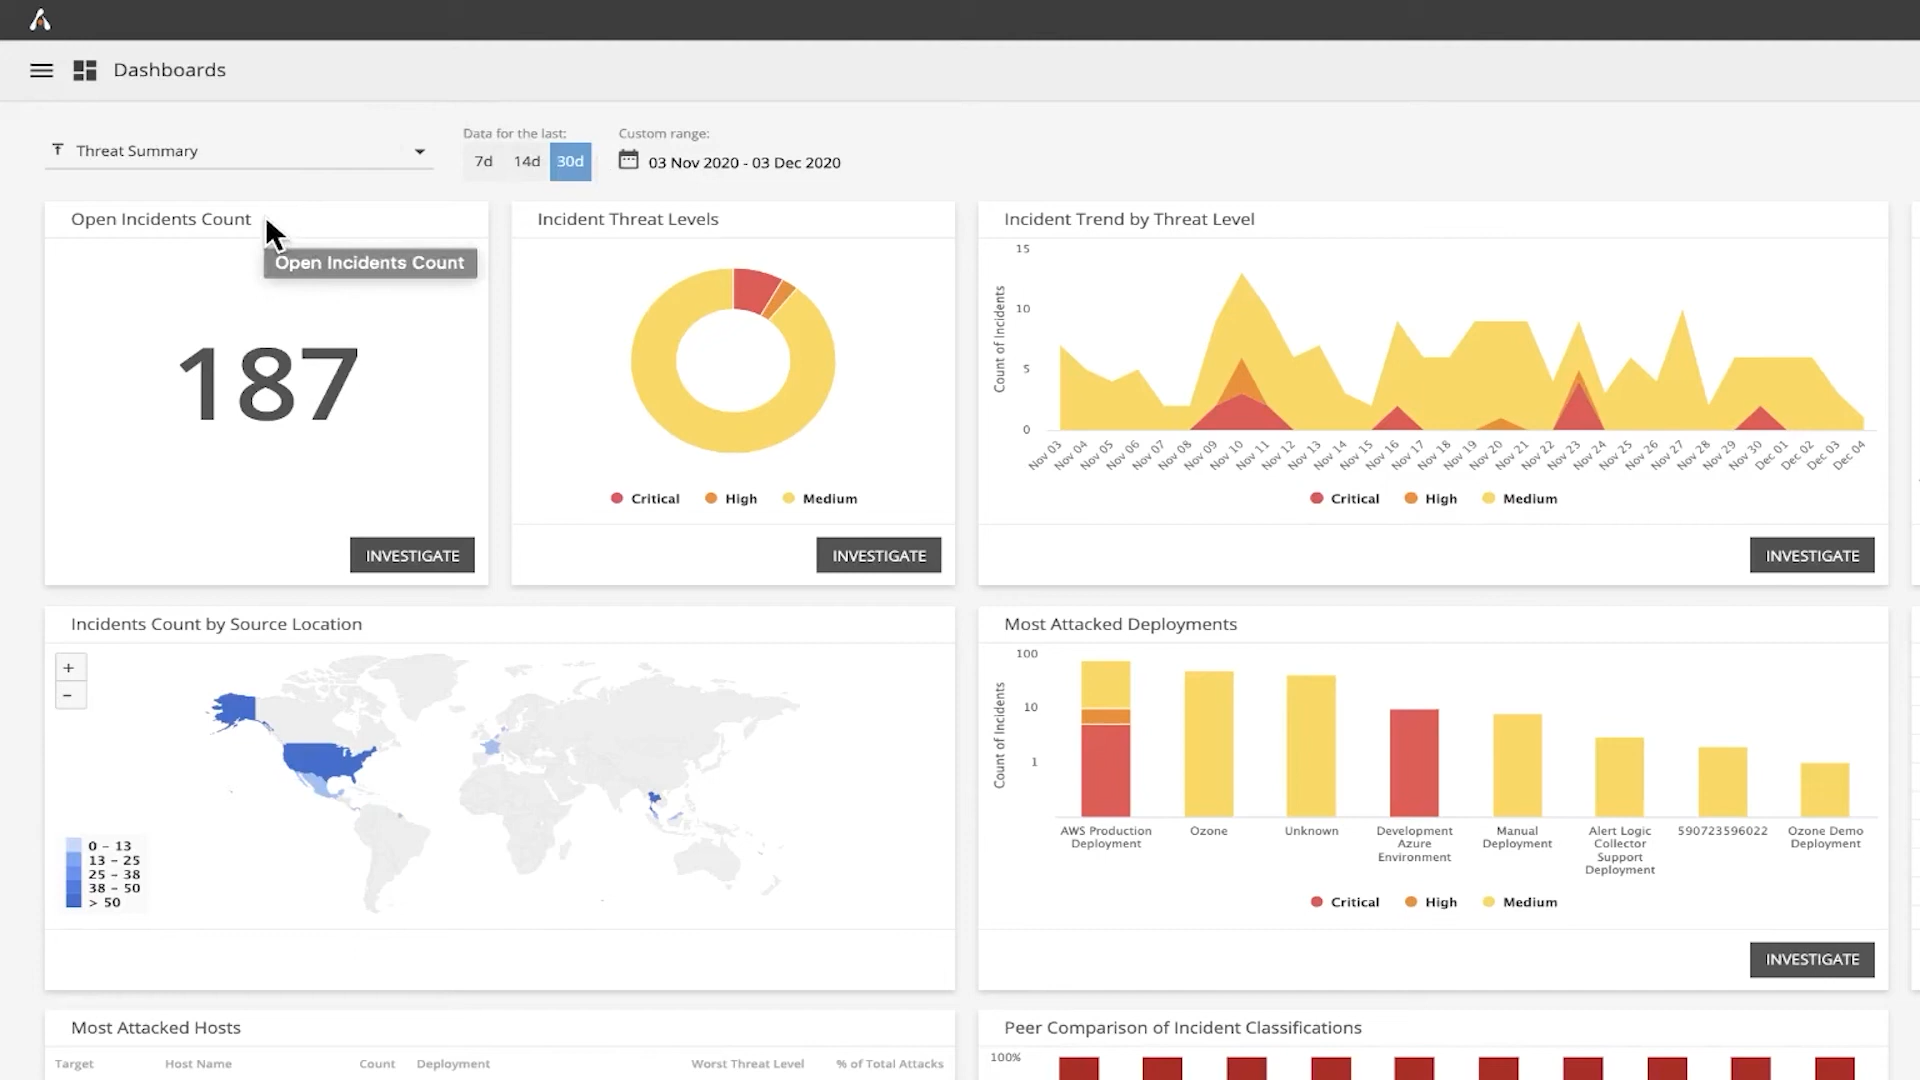 Dashboards
Data for the last:
Custom range:
Threat Summary
7d 14d 30d
03 Nov 2020 - 03 Dec 2020
Open Incidents Count
Open Incidents Count
187
INVESTIGATE
Incident Threat Levels
Critical High Medium
INVESTIGATE
Incident Trend by Threat Level
Count of Incidents
15
10
5
0
Nov 03 Nov 04 Nov 05 Nov 06 Nov 07 Nov 08 Nov 09 Nov 10 Nov 11 Nov 12 Nov 13 Nov 14 Nov 15 Nov 16 Nov 17 Nov 18 Nov 19 Nov 20 Nov 21 Nov 22 Nov 23 Nov 24 Nov 25 Nov 26 Nov 27 Nov 28 Nov 29 Nov 30 Dec 01 Dec 02 Dec 03 Dec 04
Critical High Medium
INVESTIGATE
Incidents Count by Source Location
+
−
0 - 13
13 - 25
25 - 38
38 - 50
> 50
Most Attacked Deployments
Count of Incidents
100
10
1
AWS Production
Deployment
Ozone
Unknown
Development
Azure
Environment
Manual
Deployment
Alert Logic
Collector
Support
Deployment
590723596022
Ozone Demo
Deployment
Critical High Medium
INVESTIGATE
Most Attacked Hosts
Target Host Name Count Deployment Worst Threat Level % of Total Attacks
Peer Comparison of Incident Classifications
100%